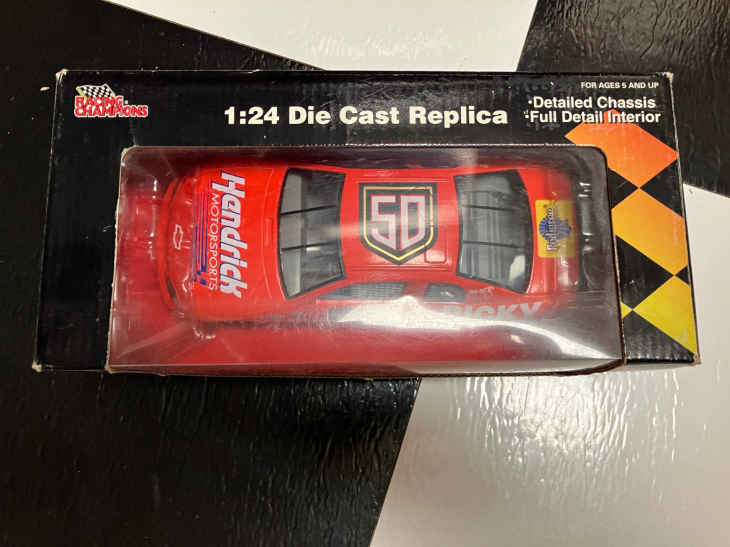 RACING
CHAMPIONS
1:24 Die Cast Replica
FOR AGES 5 AND UP
•Detailed Chassis
•Full Detail Interior
Hendrick
MOTORSPORTS
50
RICKY